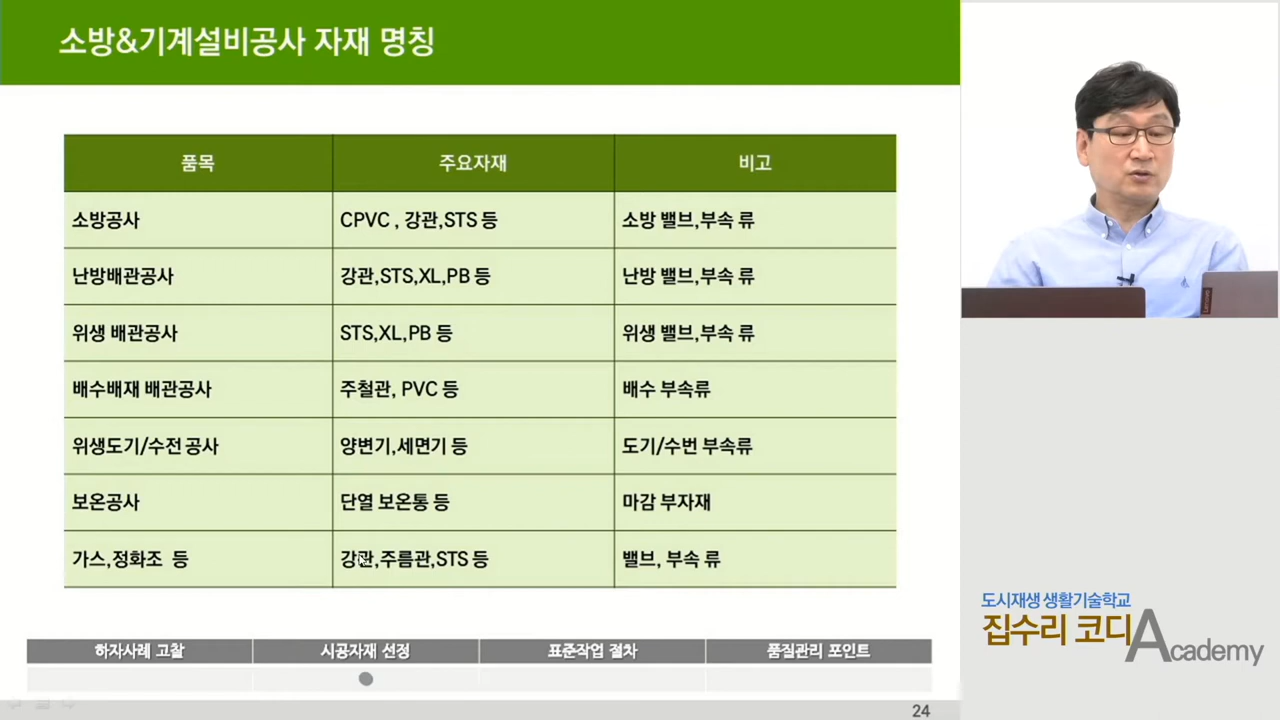 소방&기계설비공사 자재 명칭
품목 주요자재 비고
소방공사 CPVC , 강관,STS 등 소방 밸브,부속 류
난방배관공사 강관,STS,XL,PB 등 난방 밸브,부속 류
위생 배관공사 STS,XL,PB 등 위생 밸브,부속 류
배수배재 배관공사 주철관, PVC 등 배수 부속류
위생도기/수전 공사 양변기,세면기 등 도기/수번 부속류
보온공사 단열 보온통 등 마감 부자재
가스,정화조 등 강관,주름관,STS 등 밸브, 부속 류
하자사례 고찰 시공자재 선정 표준작업 절차 품질관리 포인트
24
Lenovo
도시재생 생활기술학교
집수리 코디 Academy